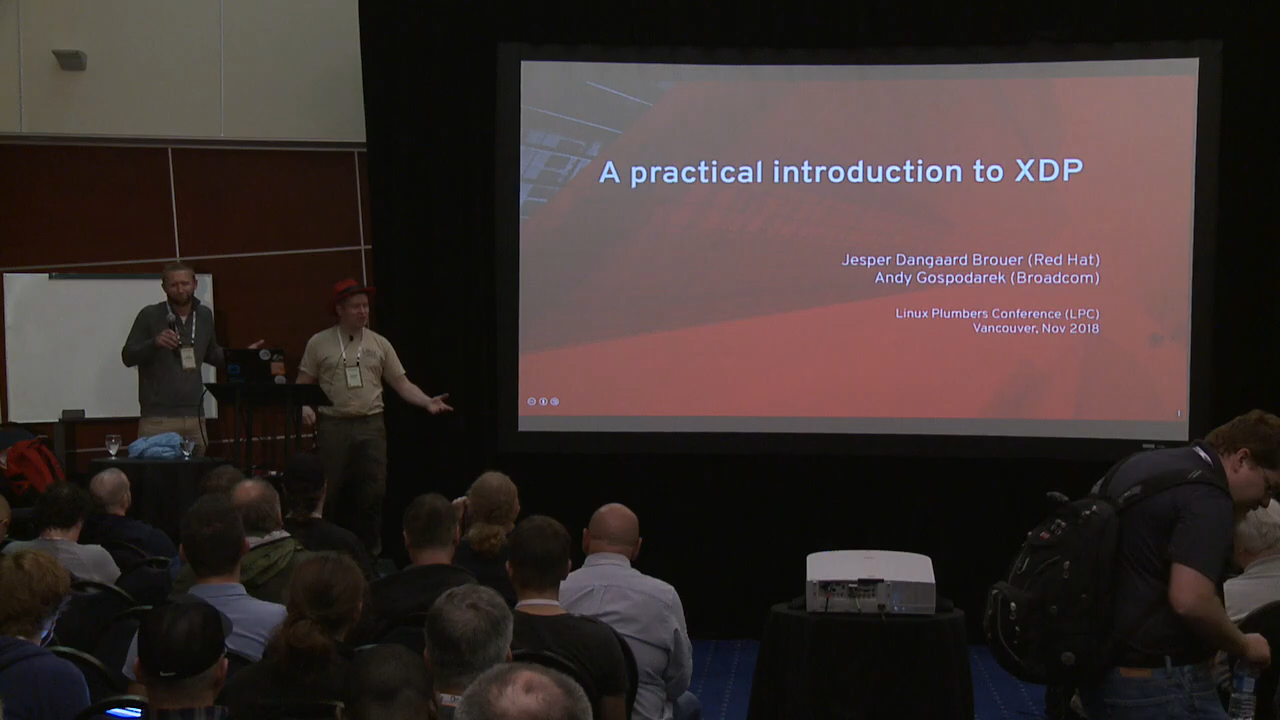 A practical introduction to XDP
Jesper Dangaard Brouer (Red Hat)
Andy Gospodarek (Broadcom)
Linux Plumbers Conference (LPC)
Vancouver, Nov 2018
1